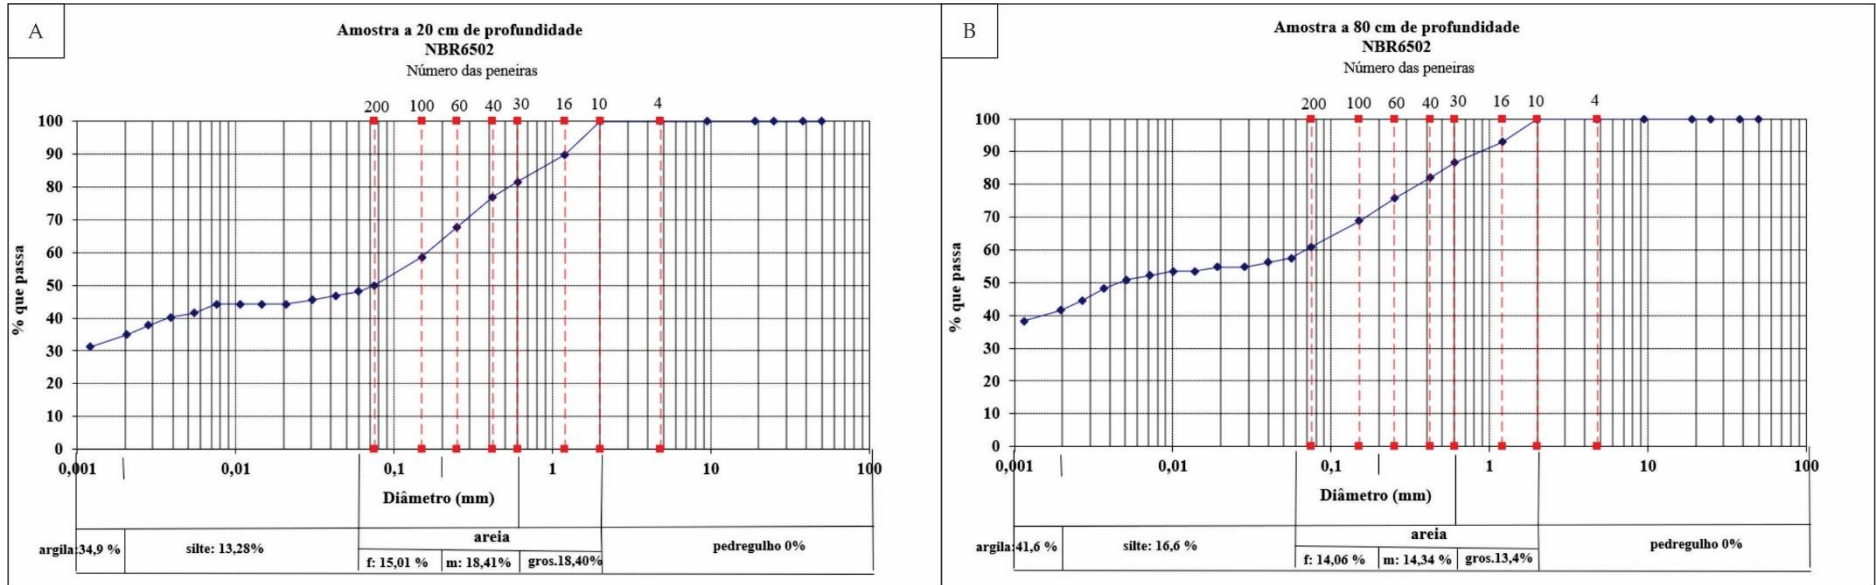 A
Amostra a 20 cm de profundidade
NBR6502
Número das peneiras
200 100 60 40 30 16 10 4
100
90
80
70
60
50
40
30
20
10
0
% que passa
0,001 0,01 0,1 1 10 100
Diâmetro (mm)
argila:34,9 % silte: 13,28% areia pedregulho 0%
f: 15,01 % m: 18,41% gros.18,40%
B
Amostra a 80 cm de profundidade
NBR6502
Número das peneiras
200 100 60 40 30 16 10 4
100
90
80
70
60
50
40
30
20
10
0
% que passa
0,001 0,01 0,1 1 10 100
Diâmetro (mm)
argila:41,6 % silte: 16,6 % areia pedregulho 0%
f: 14,06 % m: 14,34 % gros.13,4%